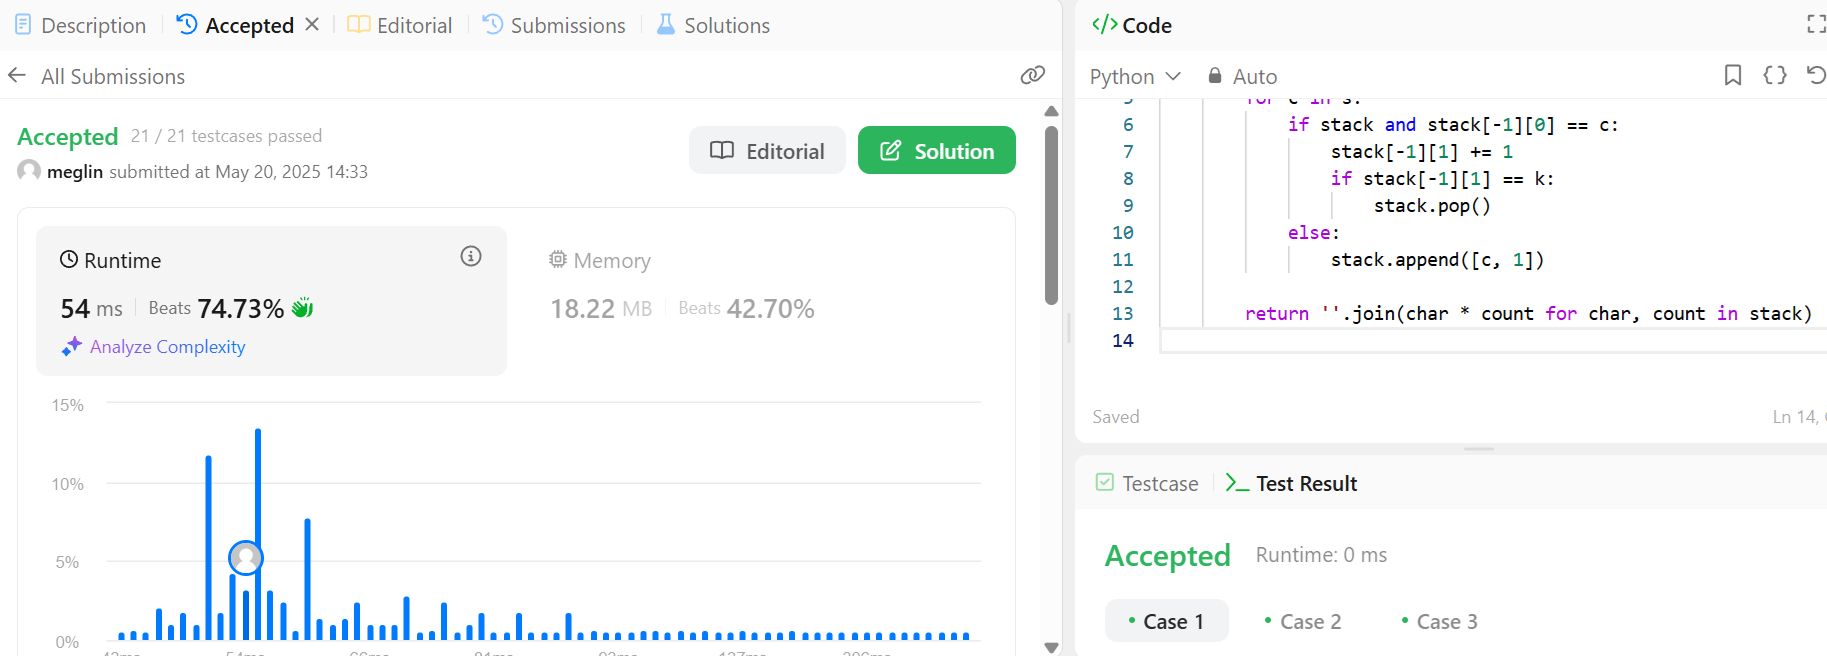 Description Accepted Editorial Submissions Solutions
All Submissions
Accepted 21 / 21 testcases passed
meglin submitted at May 20, 2025 14:33
Editorial Solution
Runtime
54 ms Beats 74.73%
Analyze Complexity
Memory
18.22 MB Beats 42.70%
15%
10%
5%
0%
54ms
Code
Python Auto
5 for c in s:
6 if stack and stack[-1][0] == c:
7 stack[-1][1] += 1
8 if stack[-1][1] == k:
9 stack.pop()
10 else:
11 stack.append([c, 1])
12
13 return ''.join(char * count for char, count in stack)
14
Saved Ln 14,
Testcase Test Result
Accepted Runtime: 0 ms
Case 1 Case 2 Case 3